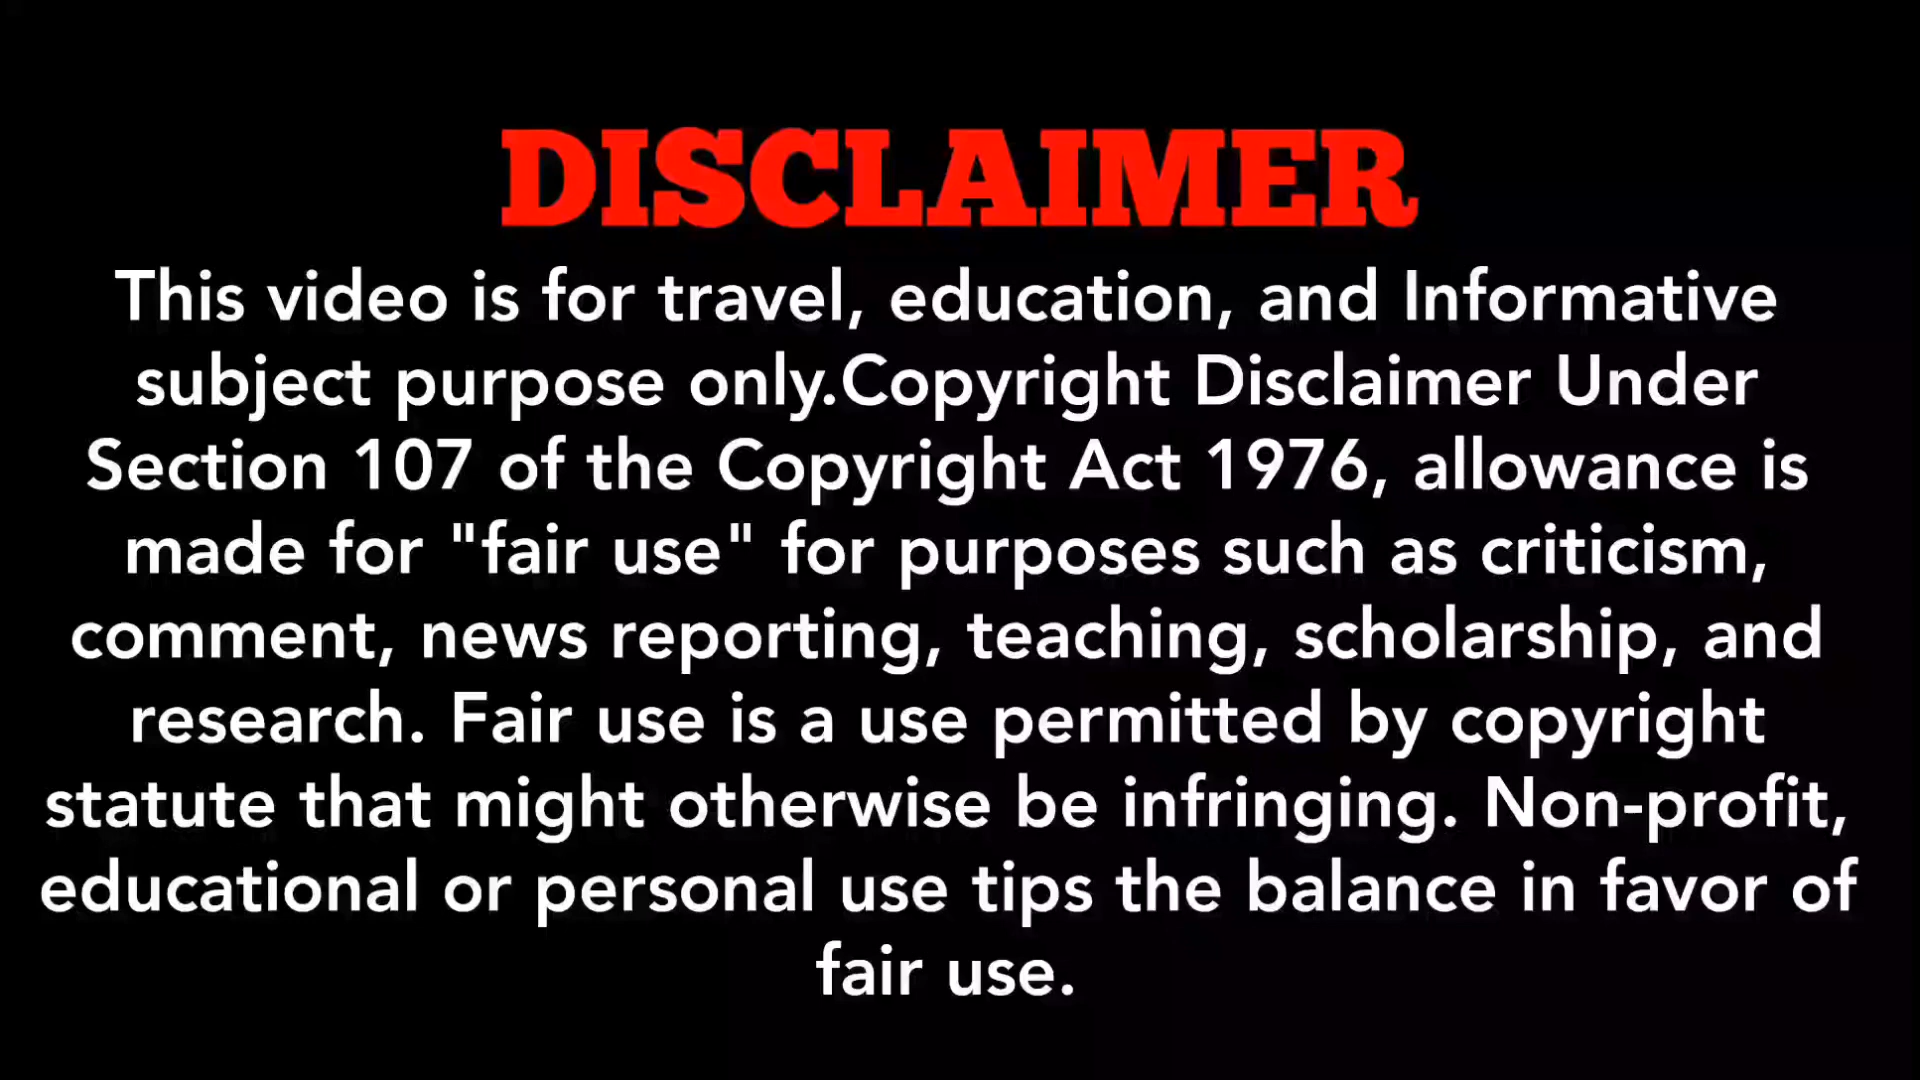 DISCLAIMER
This video is for travel, education, and Informative
subject purpose only.Copyright Disclaimer Under
Section 107 of the Copyright Act 1976, allowance is
made for "fair use" for purposes such as criticism,
comment, news reporting, teaching, scholarship, and
research. Fair use is a use permitted by copyright
statute that might otherwise be infringing. Non-profit,
educational or personal use tips the balance in favor of
fair use.